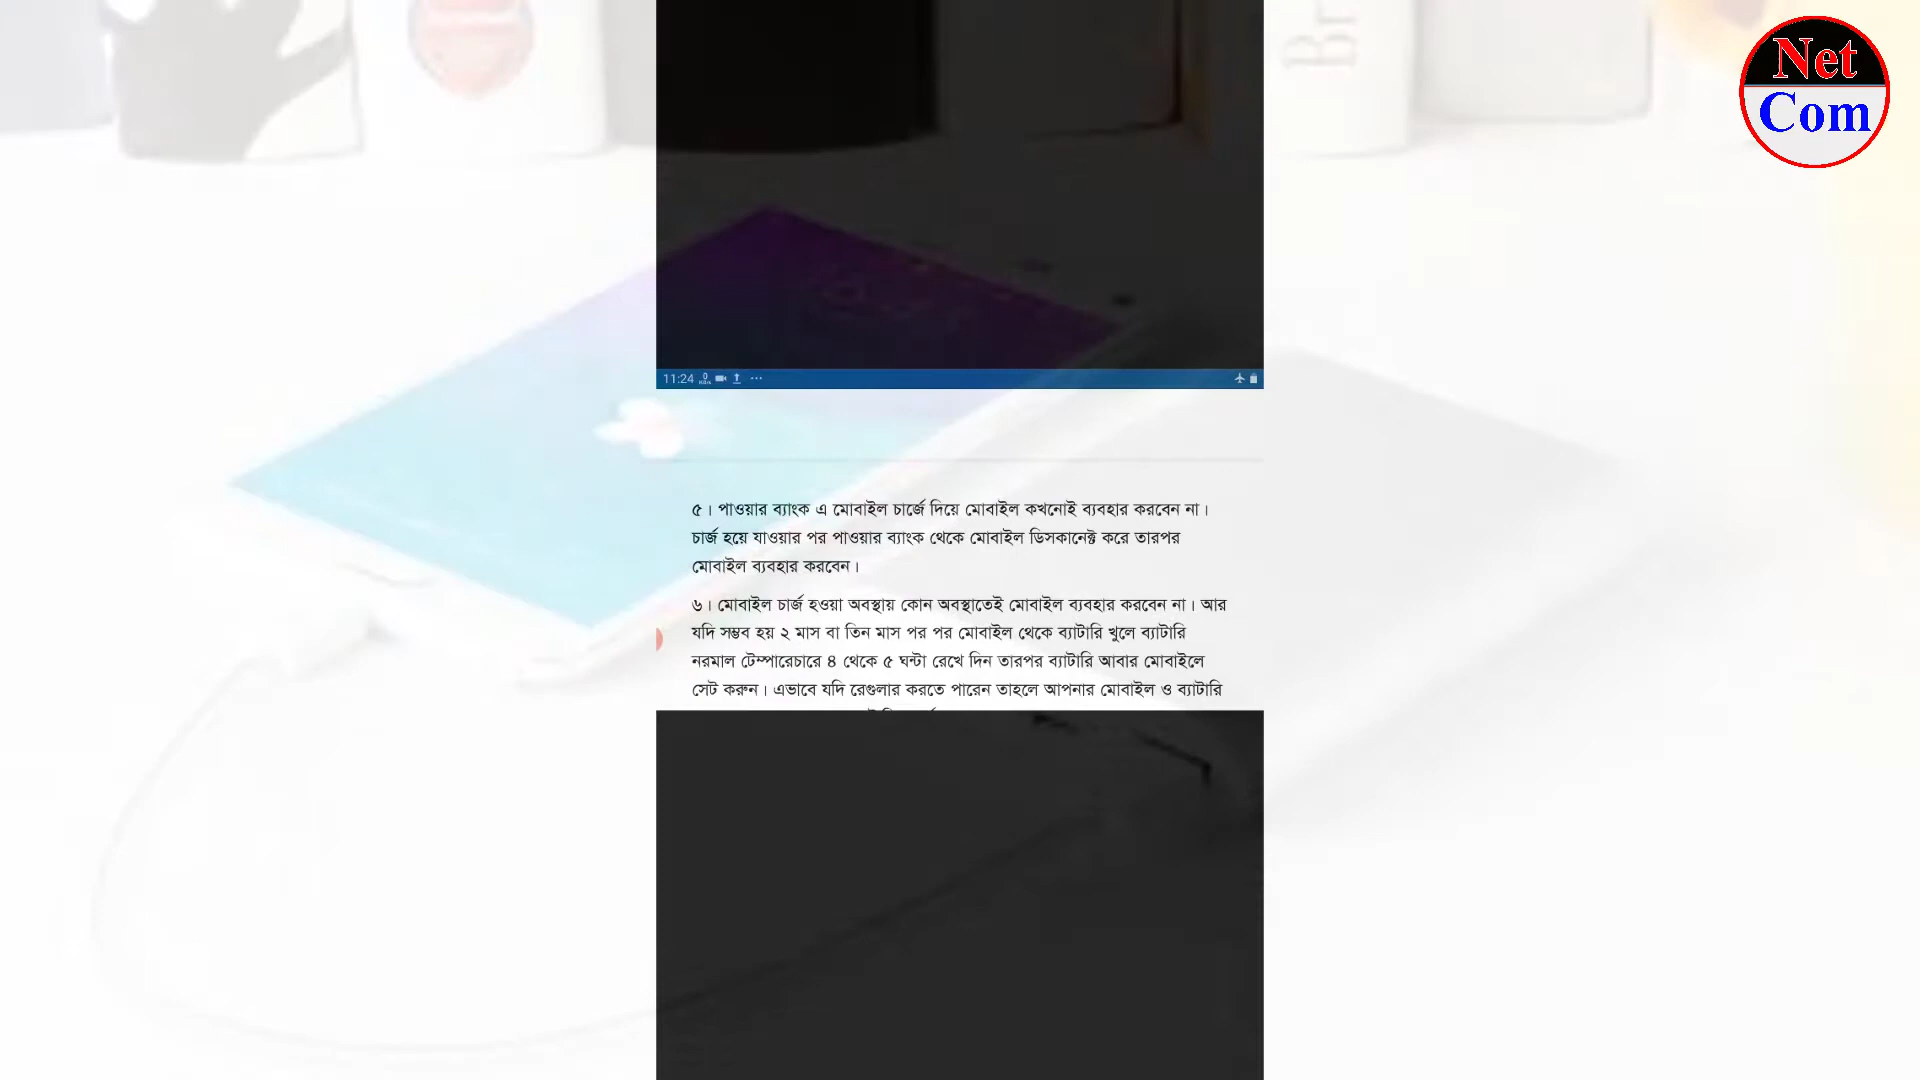 Br
Net
Com
11:24
৫। পাওয়ার ব্যাংক এ মোবাইল চার্জে দিয়ে মোবাইল কখনোই ব্যবহার করবেন না।
চার্জ হয়ে যাওয়ার পর পাওয়ার ব্যাংক থেকে মোবাইল ডিসকানেক্ট করে তারপর
মোবাইল ব্যবহার করবেন।
৬। মোবাইল চার্জ হওয়া অবস্থায় কোন অবস্থাতেই মোবাইল ব্যবহার করবেন না। আর
যদি সম্ভব হয় ২ মাস বা তিন মাস পর পর মোবাইল থেকে ব্যাটারি খুলে ব্যাটারি
নরমাল টেম্পারেচারে ৪ থেকে ৫ ঘন্টা রেখে দিন তারপর ব্যাটারি আবার মোবাইলে
সেট করুন। এভাবে যদি রেগুলার করতে পারেন তাহলে আপনার মোবাইল ও ব্যাটারি